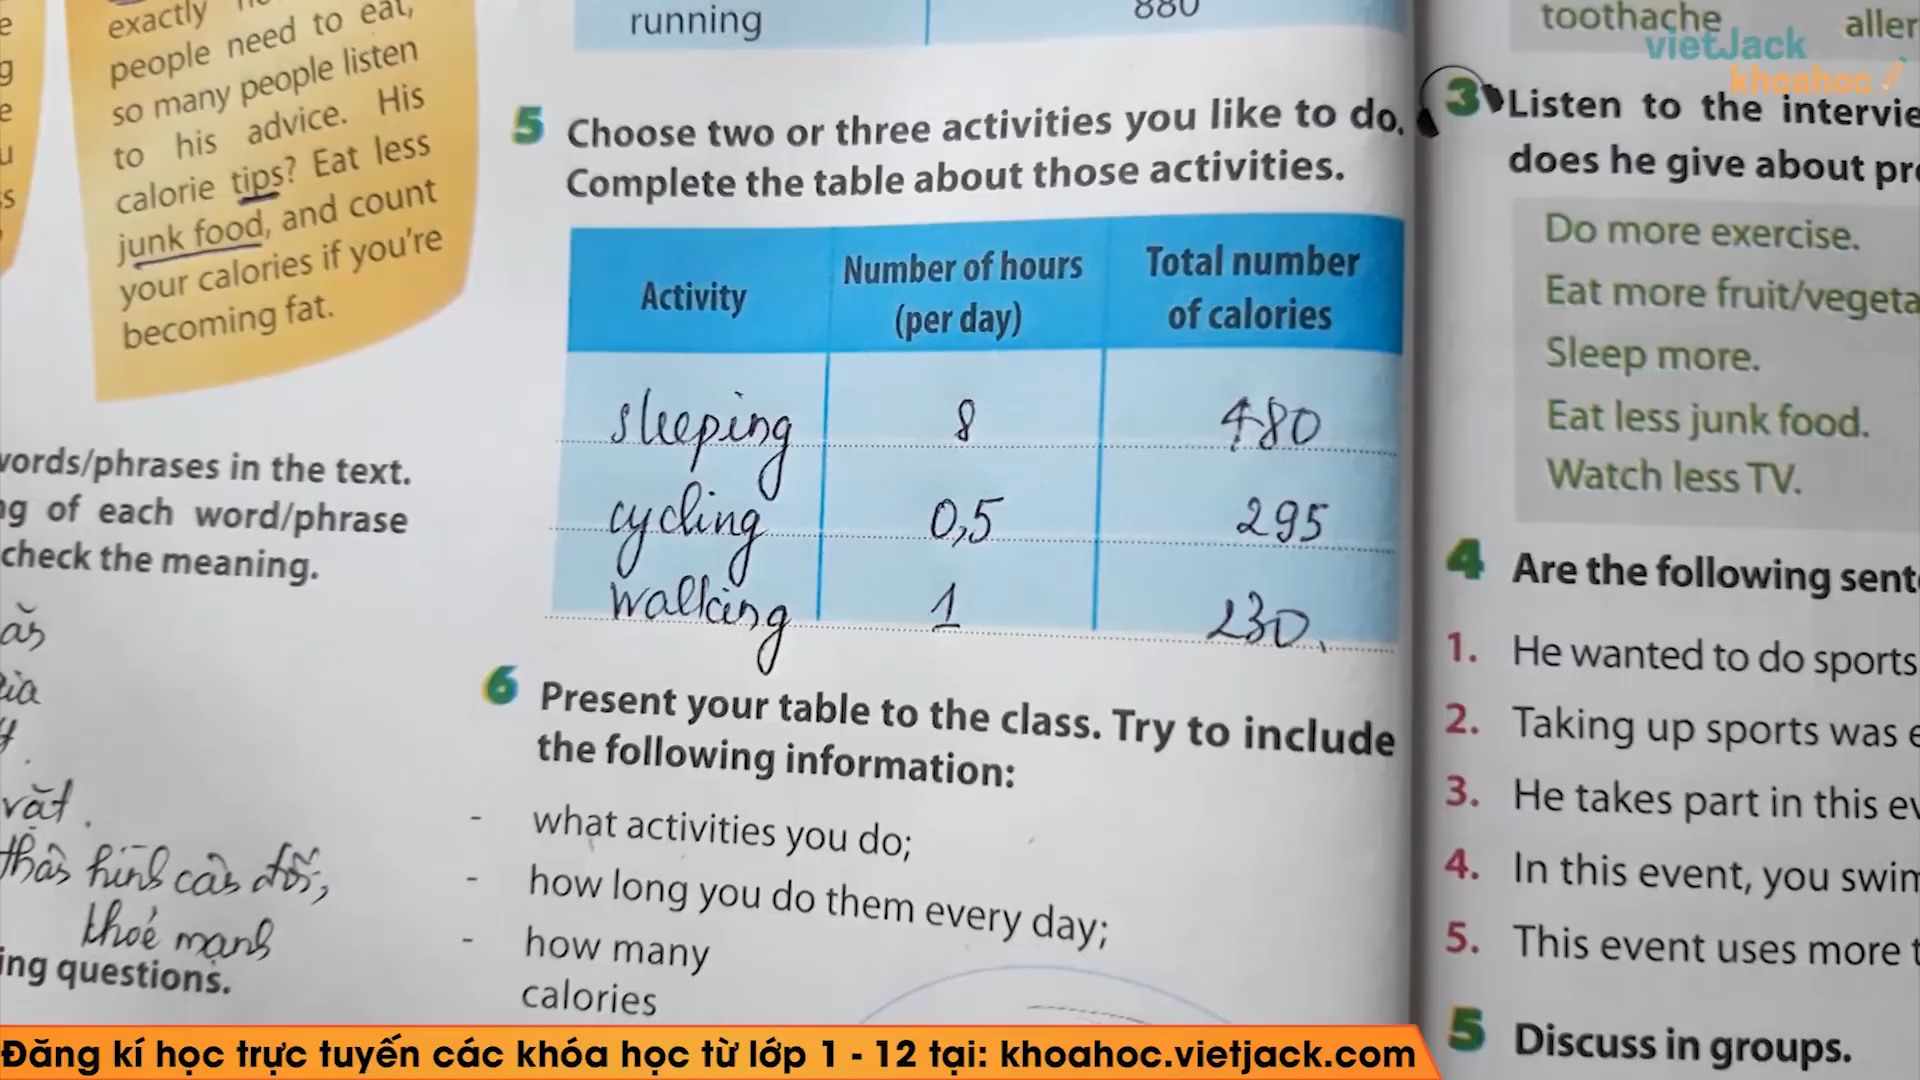 exactly
people need to eat,
so many people listen
to his advice. His
calorie tips? Eat less
junk food, and count
your calories if you're
becoming fat.
words/phrases in the text.
of each word/phrase
check the meaning.
vặt.
thân hình cân đối,
khoẻ mạnh
ing questions.
running 880
5 Choose two or three activities you like to do.
Complete the table about those activities.
Activity
Number of hours
(per day)
Total number
of calories
sleeping 8 480
cycling 0,5 295
walking 1 230
6 Present your table to the class. Try to include
the following information:
- what activities you do;
- how long you do them every day;
- how many
calories
toothache
vietJack
khoahoc
3 Listen to the intervie
does he give about pr
Do more exercise.
Eat more fruit/vegeta
Sleep more.
Eat less junk food.
Watch less TV.
4 Are the following sent
1. He wanted to do sports
2. Taking up sports was e
3. He takes part in this ev
4. In this event, you swim
5. This event uses more t
5 Discuss in groups.
Đăng kí học trực tuyến các khóa học từ lớp 1 - 12 tại: khoahoc.vietjack.com